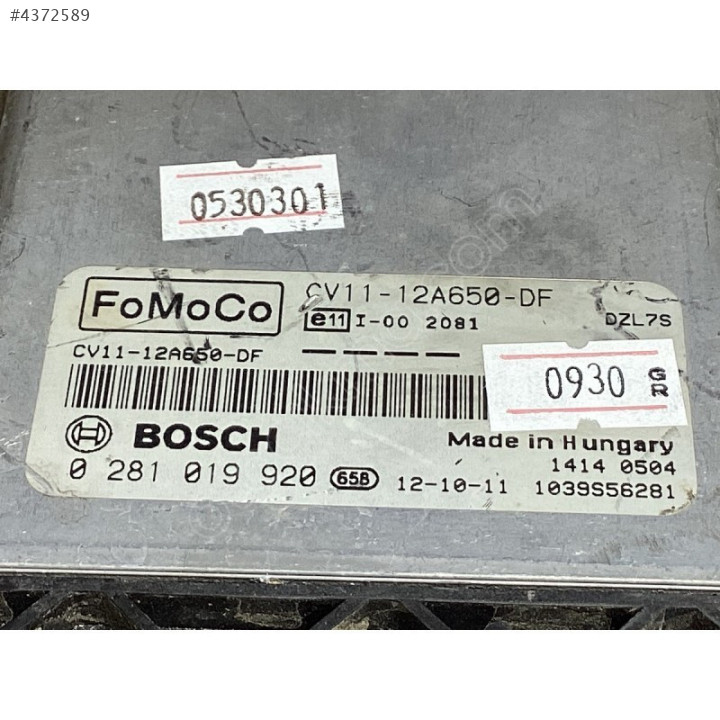 #4372589
0530301
FoMoCo
CV11-12A650-DF
e11 I-00 2081
DZL7S
CV11-12A650-DF
0930 GR
BOSCH
Made in Hungary
0 281 019 920 65B
1414 0504
12-10-11 1039S56281